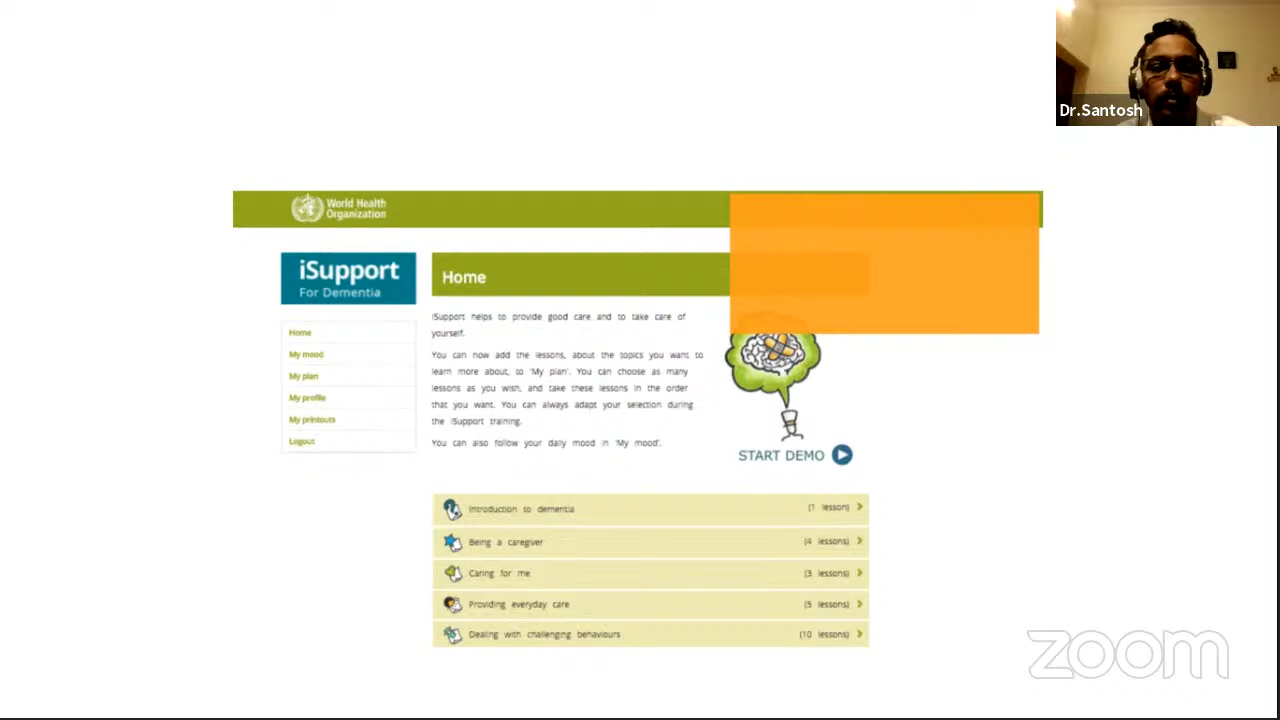 Dr.Santosh
World Health
Organization
iSupport
For Dementia
Home
My mood
My plan
My profile
My printouts
Logout
Home
iSupport helps to provide good care and to take care of
yourself.
You can now add the lessons, about the topics you want to
learn more about, to 'My plan'. You can choose as many
lessons as you wish, and take these lessons in the order
that you want. You can always adapt your selection during
the iSupport training.
You can also follow your daily mood in 'My mood'.
START DEMO
Introduction to dementia (1 lesson)
Being a caregiver (4 lessons)
Caring for me (3 lessons)
Providing everyday care (5 lessons)
Dealing with challenging behaviours (10 lessons)
zoom